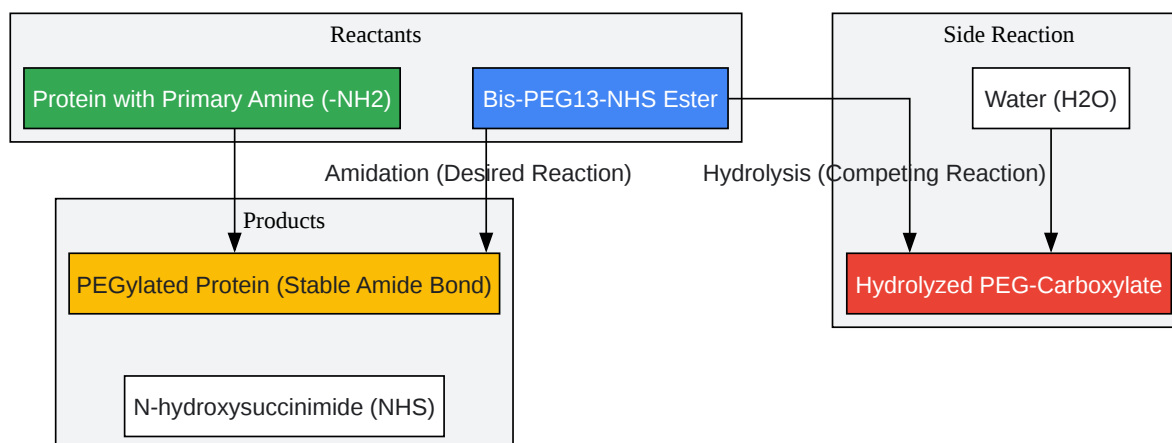 Reactants
Side Reaction
Protein with Primary Amine (-NH2)
Bis-PEG13-NHS Ester
Water (H2O)
Amidation (Desired Reaction)
Hydrolysis (Competing Reaction)
Products
PEGylated Protein (Stable Amide Bond)
Hydrolyzed PEG-Carboxylate
N-hydroxysuccinimide (NHS)